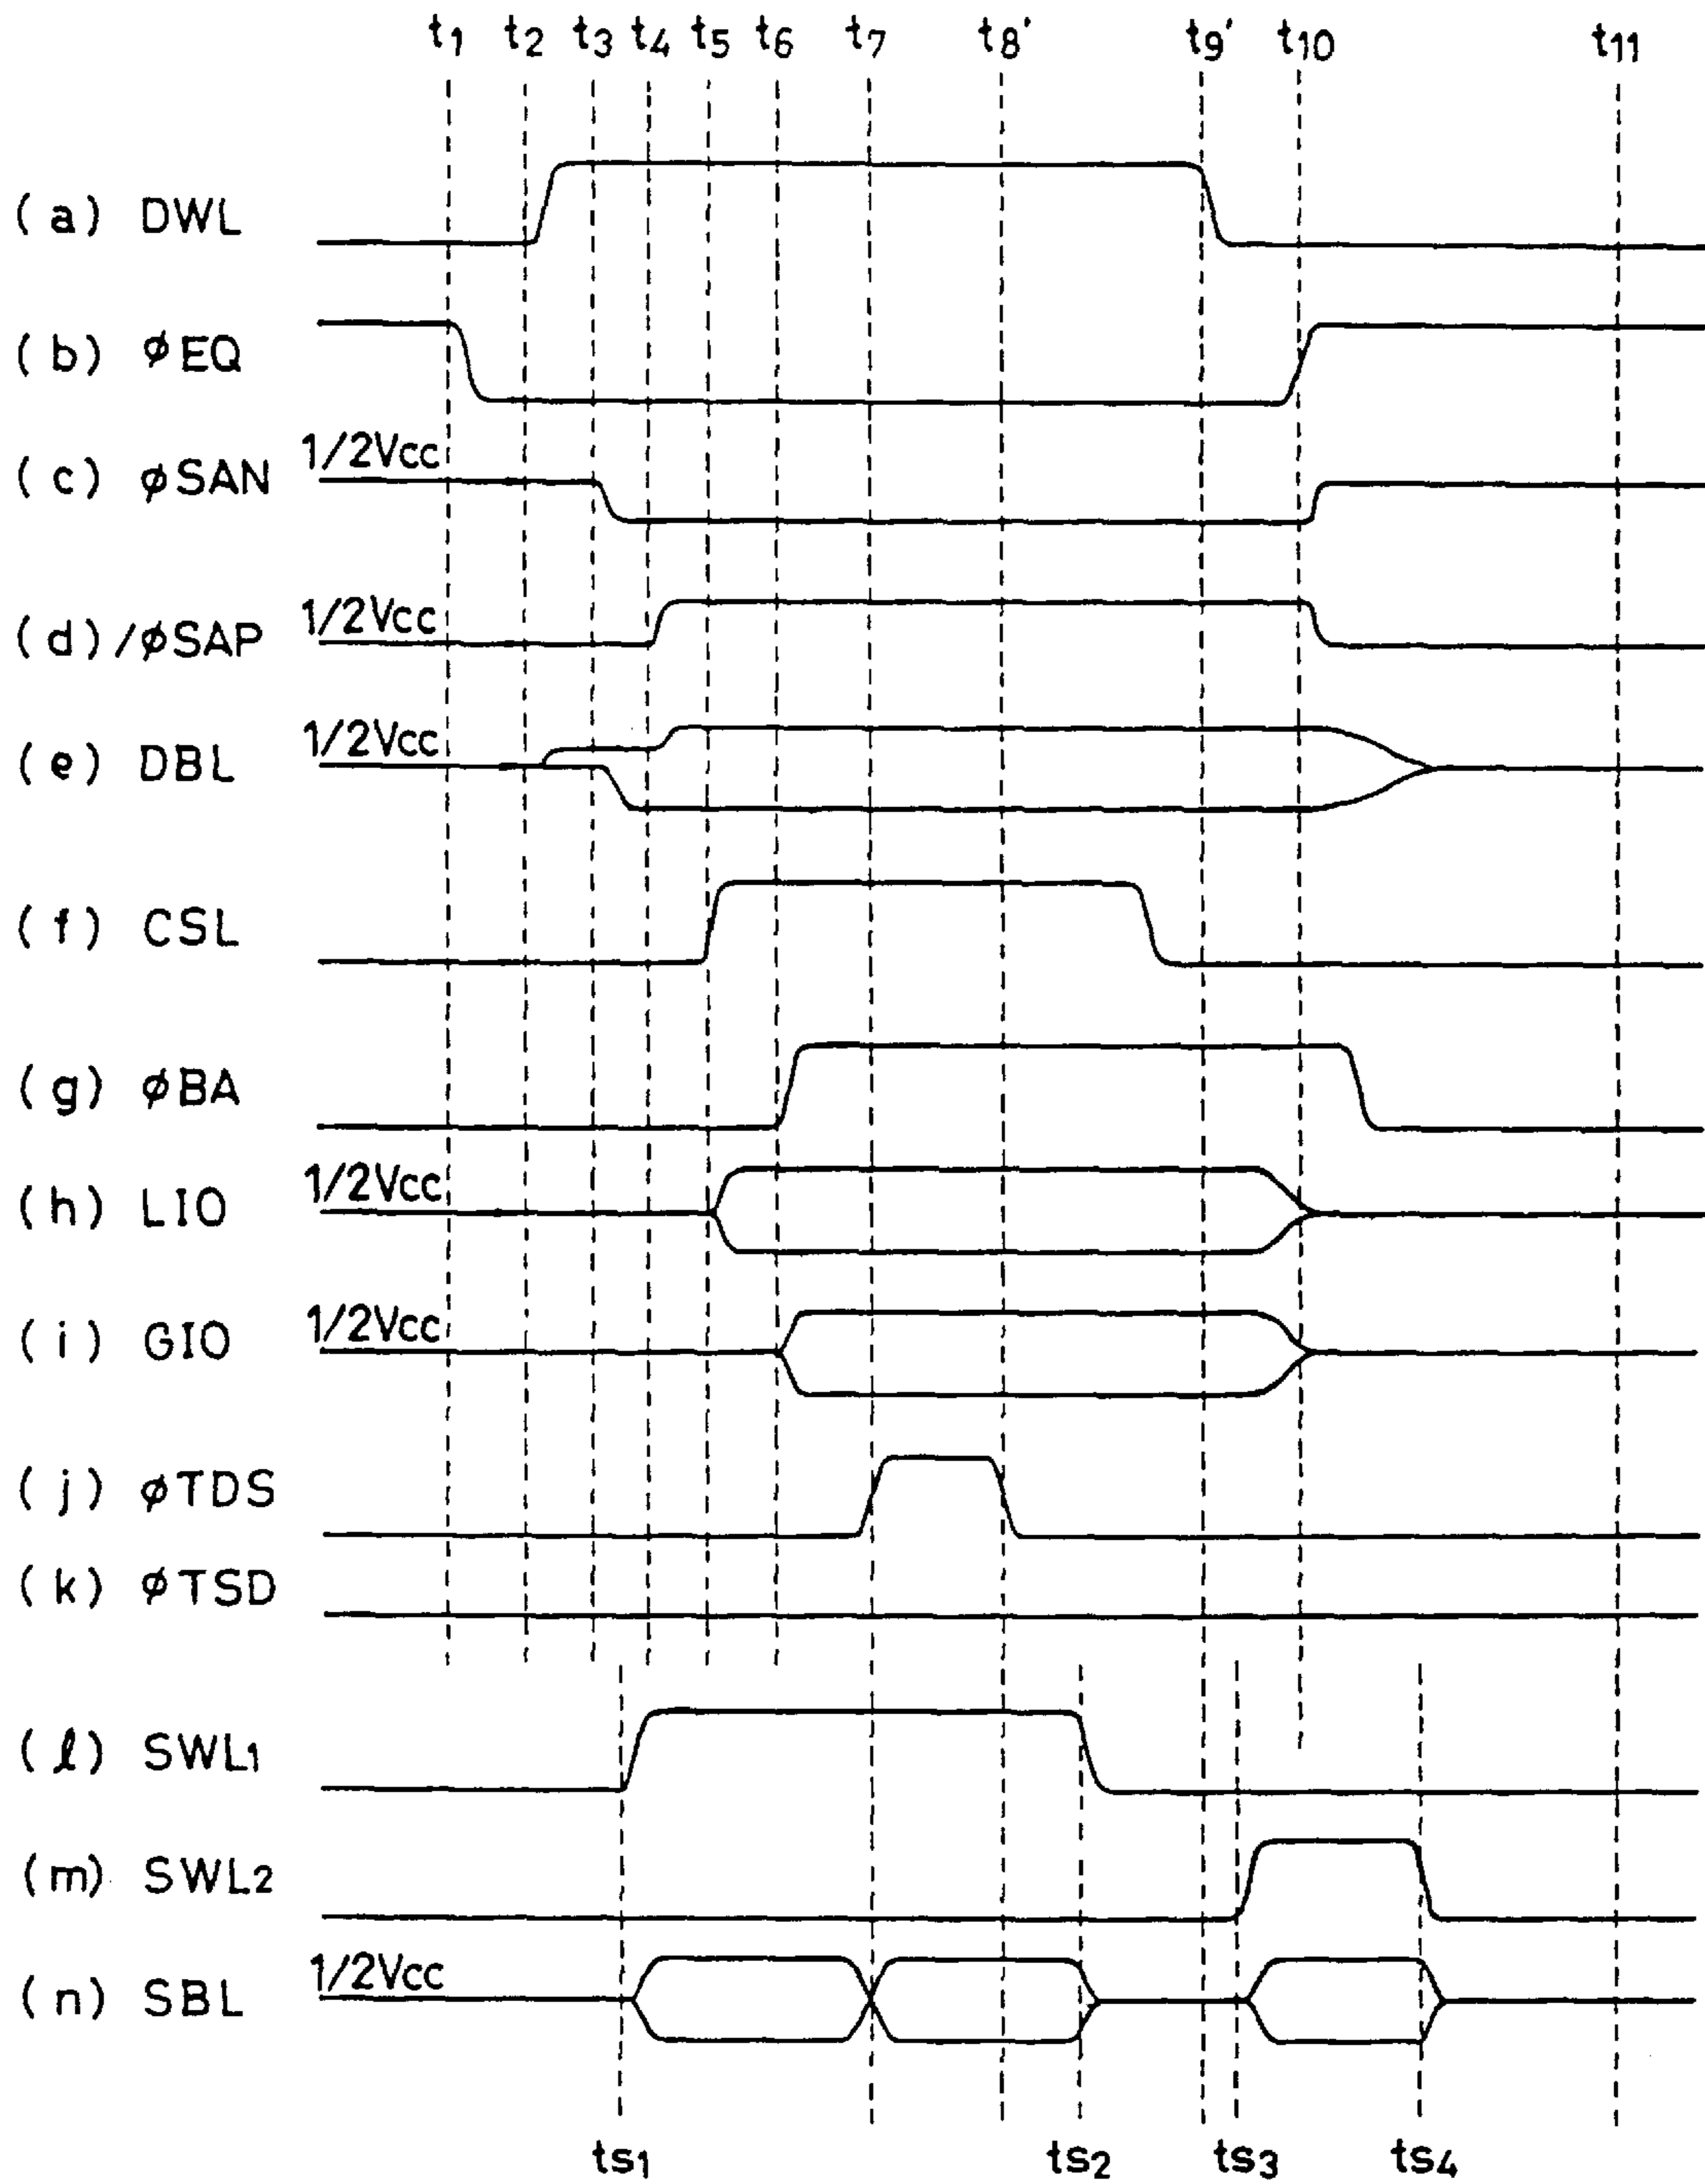 t1 t2 t3 t4 t5 t6 t7 t8' t9' t10 t11
(a) DWL
(b) φEQ
1/2Vcc
(c) φSAN
1/2Vcc
(d) /φSAP
1/2Vcc
(e) DBL
(f) CSL
(g) φBA
1/2Vcc
(h) LIO
1/2Vcc
(i) GIO
(j) φTDS
(k) φTSD
(ℓ) SWL1
(m) SWL2
1/2Vcc
(n) SBL
ts1 ts2 ts3 ts4